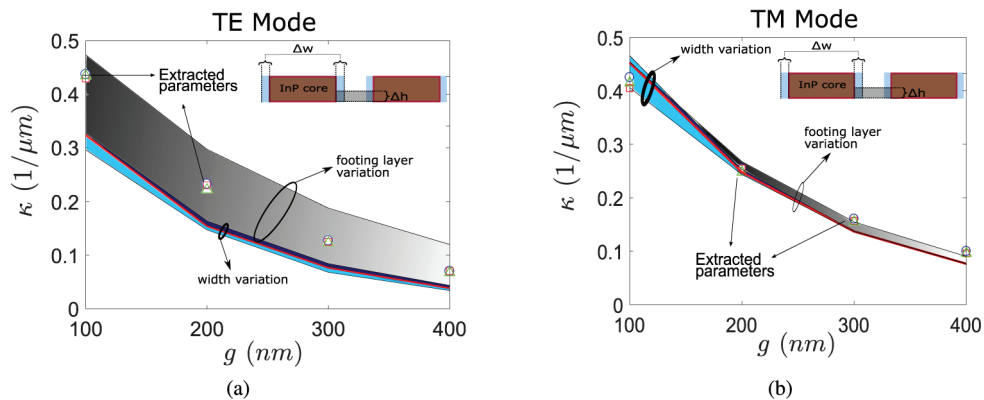 TE Mode
0.5
0.4
0.3
0.2
0.1
0
κ (1/μm)
100
200
300
400
g (nm)
Extracted
parameters
Δw
InP core
Δh
footing layer
variation
width variation
(a)
TM Mode
0.5
0.4
0.3
0.2
0.1
0
κ (1/μm)
100
200
300
400
g (nm)
width variation
Δw
InP core
Δh
footing layer
variation
Extracted
parameters
(b)